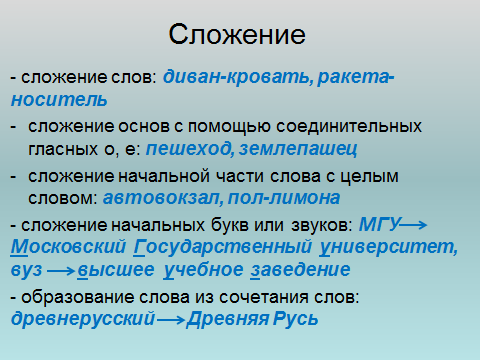 Сложение
- сложение слов: диван-кровать, ракета-
носитель
- сложение основ с помощью соединительных
гласных о, е: пешеход, землепашец
- сложение начальной части слова с целым
словом: автовокзал, пол-лимона
- сложение начальных букв или звуков: МГУ→
Московский Государственный университет,
вуз →высшее учебное заведение
- образование слова из сочетания слов:
древнерусский→Древняя Русь